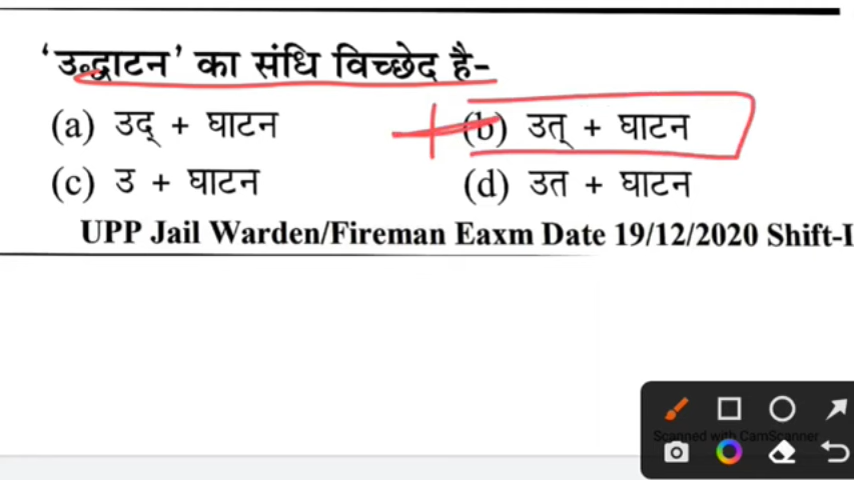 'उद्घाटन' का संधि विच्छेद है-
(a) उद् + घाटन (b) उत् + घाटन
(c) उ + घाटन (d) उत + घाटन
UPP Jail Warden/Fireman Eaxm Date 19/12/2020 Shift-I
Scanned with CamScanner